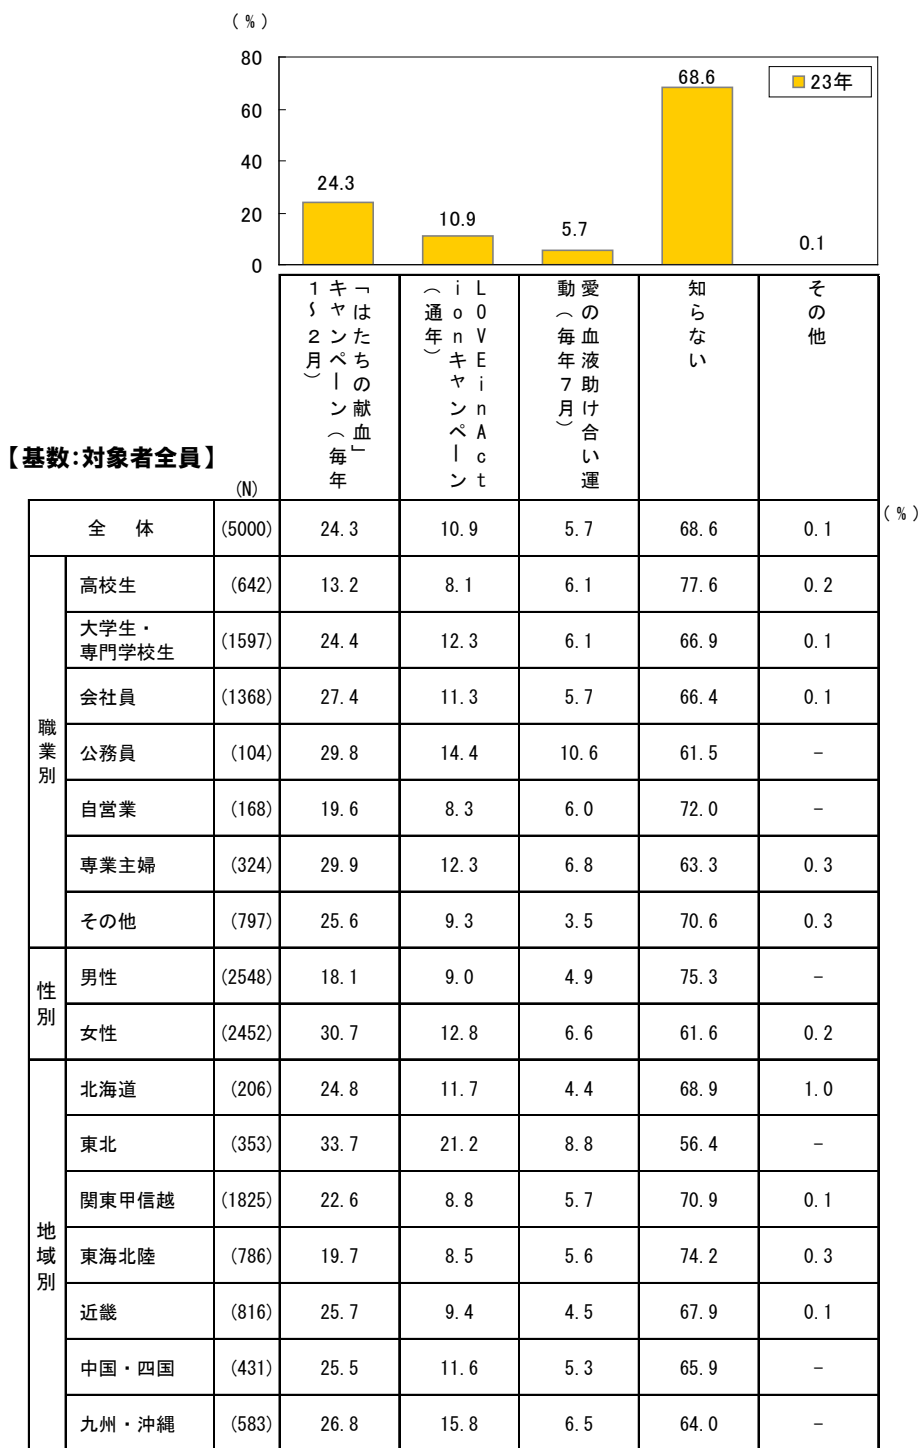 (%)
80
60
40
20
0
24.3
10.9
5.7
68.6
0.1
23年
「はたちの献血」
キャンペーン(毎年
1~2月)
LOVEinAct
ionキャンペーン
(通年)
愛の血液助け合い運
動(毎年7月)
知らない
その他
【基数:対象者全員】
(N)
(%)
全 体 (5000) 24.3 10.9 5.7 68.6 0.1
職業別
高校生 (642) 13.2 8.1 6.1 77.6 0.2
大学生・
専門学校生 (1597) 24.4 12.3 6.1 66.9 0.1
会社員 (1368) 27.4 11.3 5.7 66.4 0.1
公務員 (104) 29.8 14.4 10.6 61.5 -
自営業 (168) 19.6 8.3 6.0 72.0 -
専業主婦 (324) 29.9 12.3 6.8 63.3 0.3
その他 (797) 25.6 9.3 3.5 70.6 0.3
性別
男性 (2548) 18.1 9.0 4.9 75.3 -
女性 (2452) 30.7 12.8 6.6 61.6 0.2
地域別
北海道 (206) 24.8 11.7 4.4 68.9 1.0
東北 (353) 33.7 21.2 8.8 56.4 -
関東甲信越 (1825) 22.6 8.8 5.7 70.9 0.1
東海北陸 (786) 19.7 8.5 5.6 74.2 0.3
近畿 (816) 25.7 9.4 4.5 67.9 0.1
中国・四国 (431) 25.5 11.6 5.3 65.9 -
九州・沖縄 (583) 26.8 15.8 6.5 64.0 -